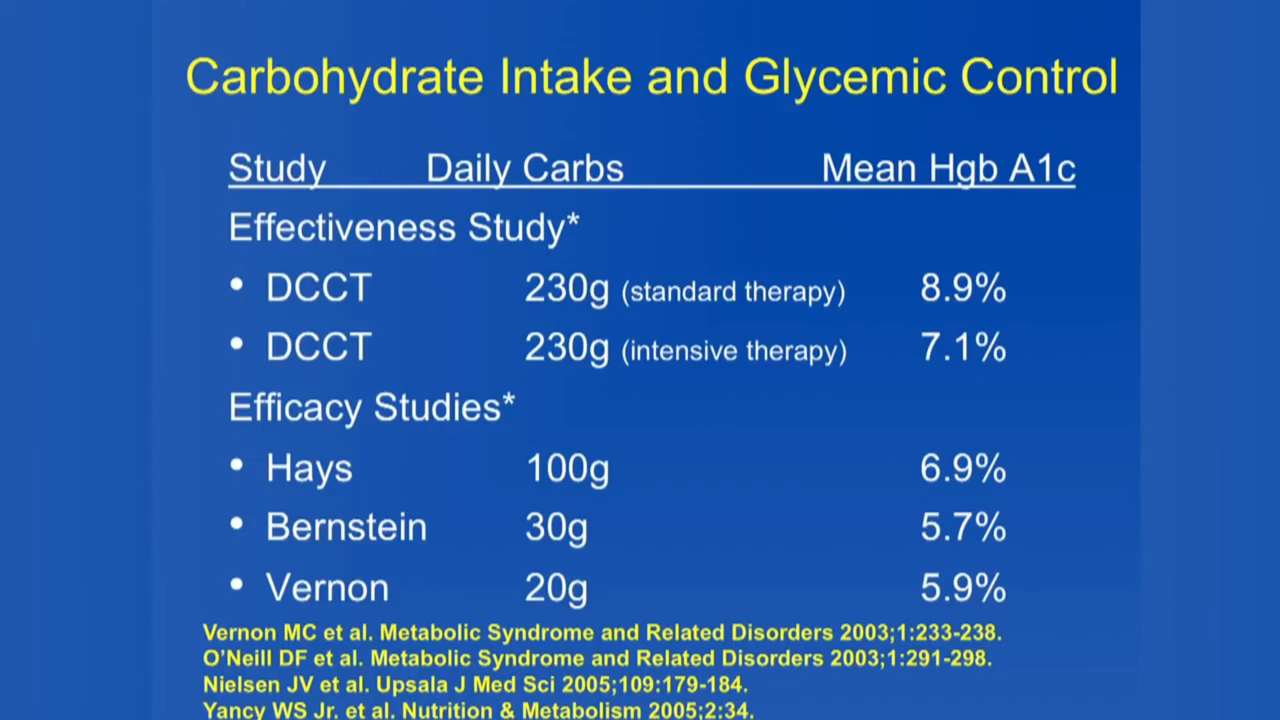 Carbohydrate Intake and Glycemic Control
Study Daily Carbs Mean Hgb A1c
Effectiveness Study*
• DCCT 230g (standard therapy) 8.9%
• DCCT 230g (intensive therapy) 7.1%
Efficacy Studies*
• Hays 100g 6.9%
• Bernstein 30g 5.7%
• Vernon 20g 5.9%
Vernon MC et al. Metabolic Syndrome and Related Disorders 2003;1:233-238.
O'Neill DF et al. Metabolic Syndrome and Related Disorders 2003;1:291-298.
Nielsen JV et al. Upsala J Med Sci 2005;109:179-184.
Yancy WS Jr. et al. Nutrition & Metabolism 2005;2:34.